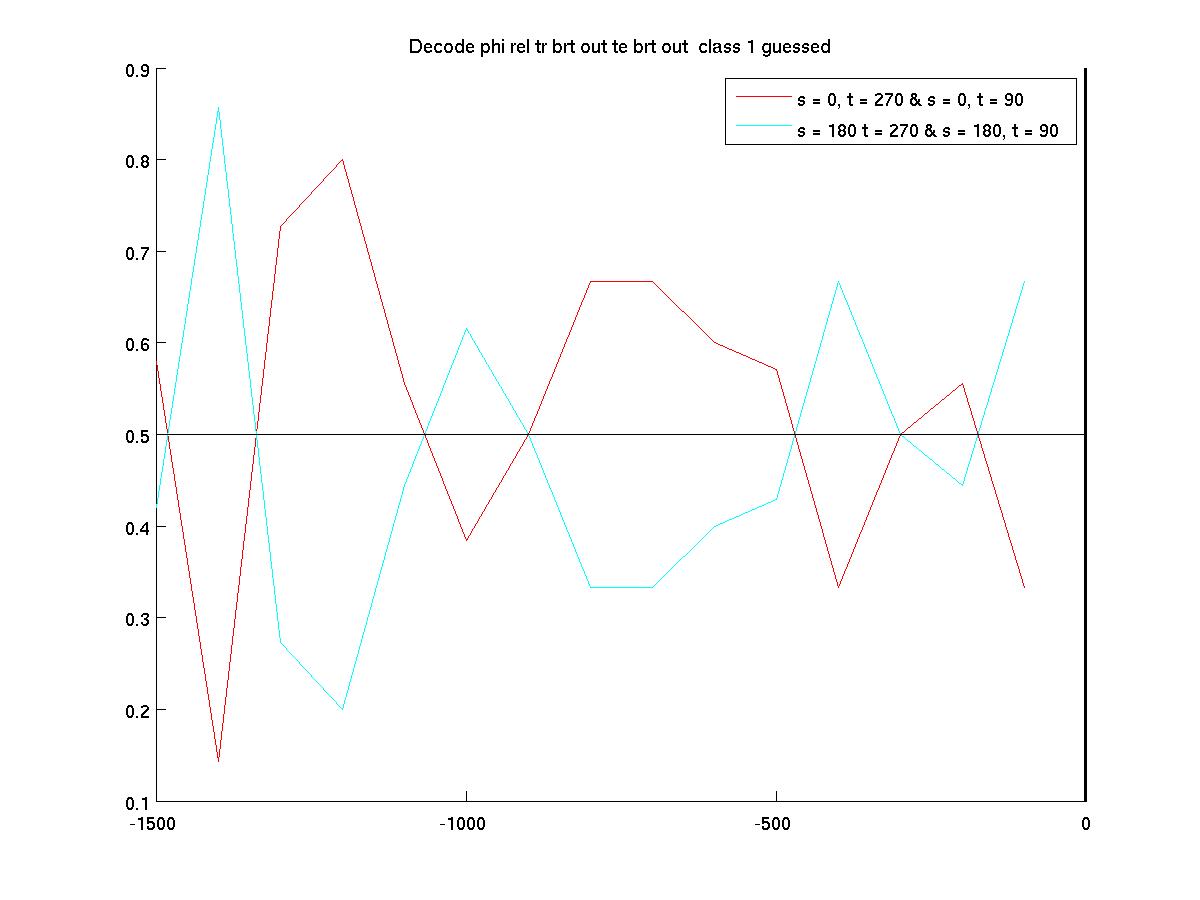 Decode phi rel tr brt out te brt out  class 1 guessed
s = 0, t = 270 & s = 0, t = 90
s = 180 t = 270 & s = 180, t = 90
0.9
0.8
0.7
0.6
0.5
0.4
0.3
0.2
0.1
-1500 -1000 -500 0